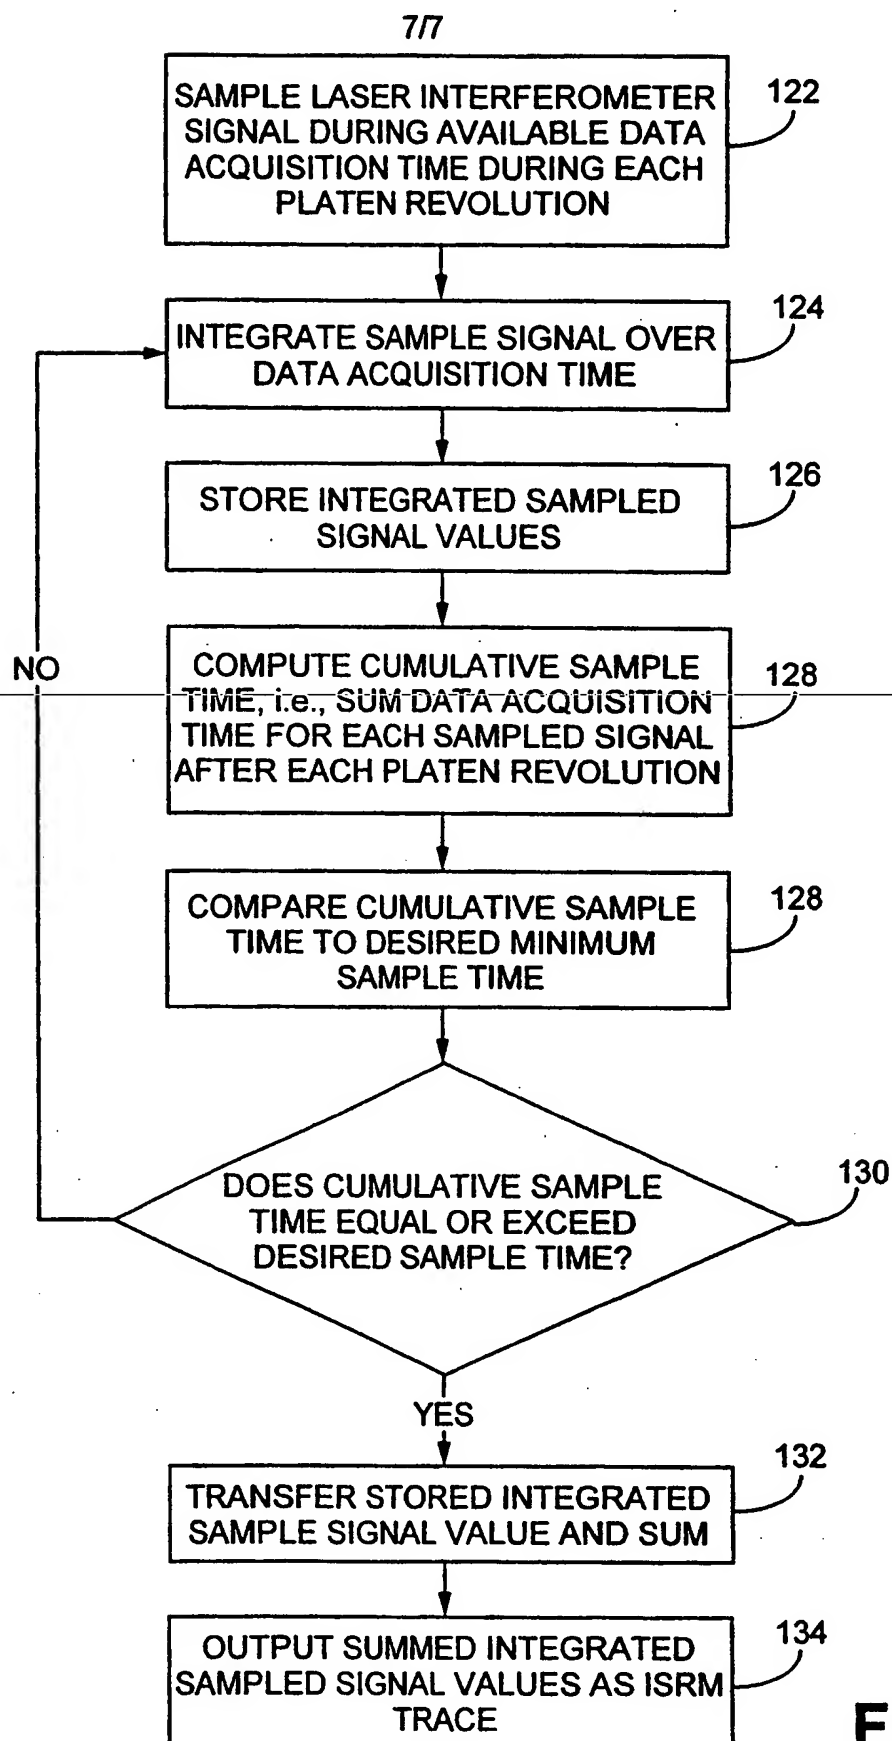 7/7
SAMPLE LASER INTERFEROMETER
SIGNAL DURING AVAILABLE DATA
ACQUISITION TIME DURING EACH
PLATEN REVOLUTION
122
INTEGRATE SAMPLE SIGNAL OVER
DATA ACQUISITION TIME
124
STORE INTEGRATED SAMPLED
SIGNAL VALUES
126
NO
COMPUTE CUMULATIVE SAMPLE
TIME, i.e., SUM DATA ACQUISITION
TIME FOR EACH SAMPLED SIGNAL
AFTER EACH PLATEN REVOLUTION
128
COMPARE CUMULATIVE SAMPLE
TIME TO DESIRED MINIMUM
SAMPLE TIME
128
DOES CUMULATIVE SAMPLE
TIME EQUAL OR EXCEED
DESIRED SAMPLE TIME?
130
YES
TRANSFER STORED INTEGRATED
SAMPLE SIGNAL VALUE AND SUM
132
OUTPUT SUMMED INTEGRATED
SAMPLED SIGNAL VALUES AS ISRM
TRACE
134